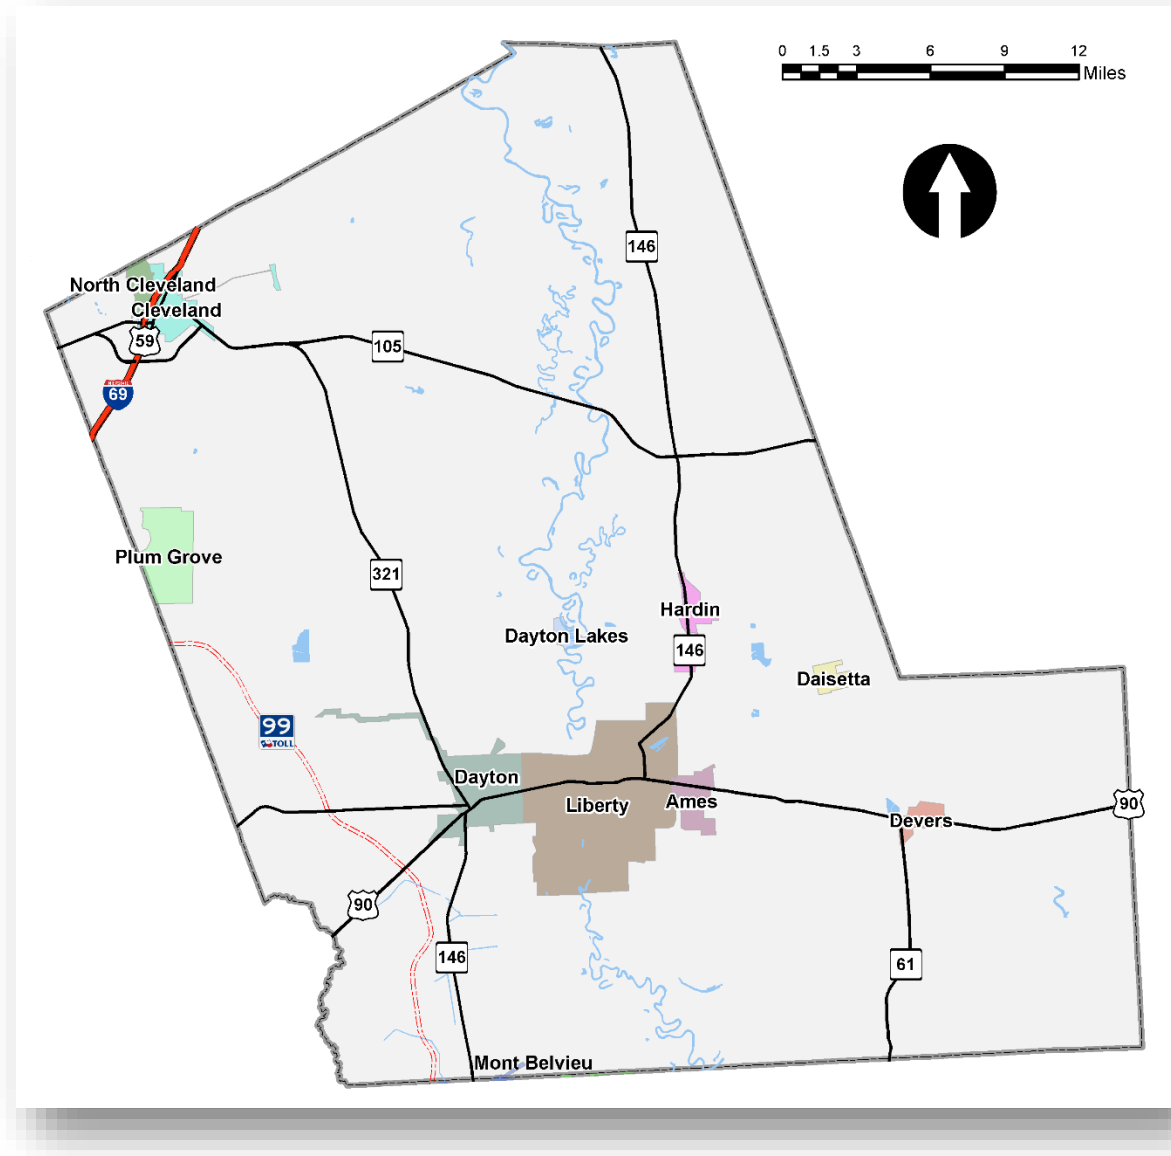 0 1.5 3 6 9 12
Miles
146
North Cleveland
Cleveland
59
105
69
Plum Grove
321
Hardin
Dayton Lakes
146
Daisetta
99
TOLL
Dayton
Liberty
Ames
90
Devers
90
146
61
Mont Belvieu